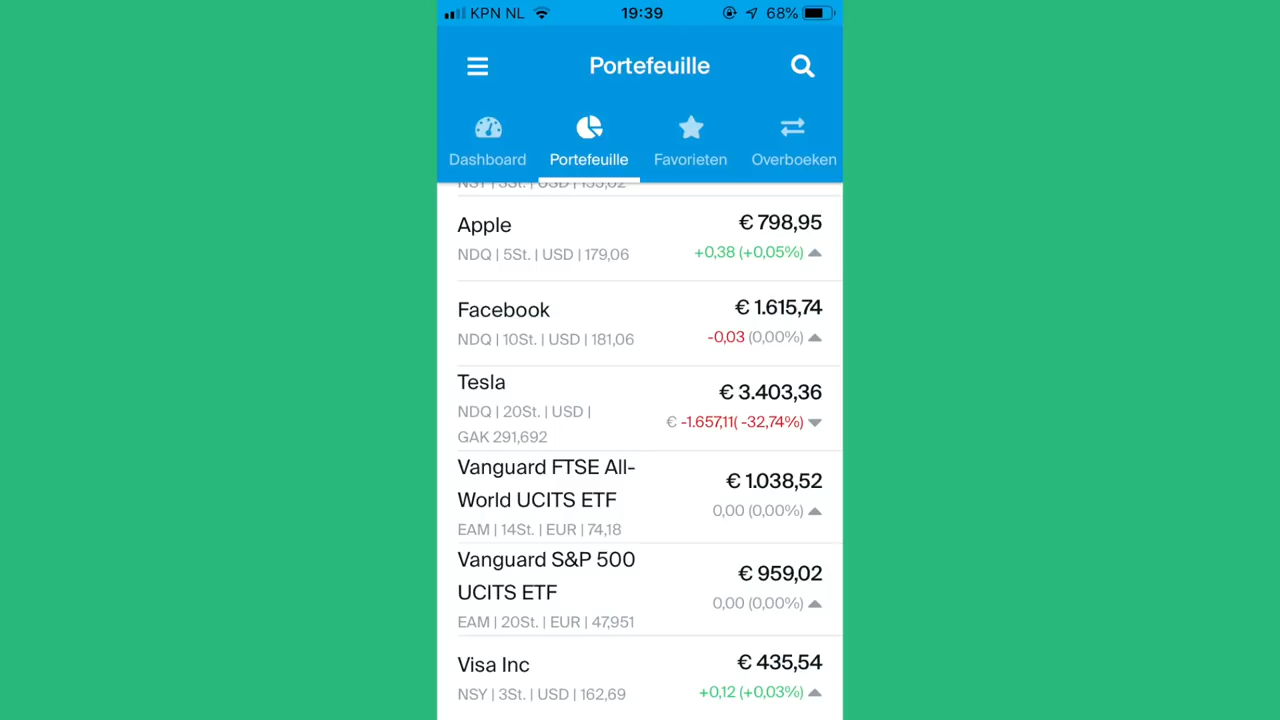 KPN NL 19:39 68%
Portefeuille
Dashboard Portefeuille Favorieten Overboeken
NSY | 3St. | USD | 155,02
Apple € 798,95
NDQ | 5St. | USD | 179,06 +0,38 (+0,05%)
Facebook € 1.615,74
NDQ | 10St. | USD | 181,06 -0,03 (0,00%)
Tesla € 3.403,36
NDQ | 20St. | USD |
GAK 291,692 € -1.657,11( -32,74%)
Vanguard FTSE All-
World UCITS ETF € 1.038,52
EAM | 14St. | EUR | 74,18 0,00 (0,00%)
Vanguard S&P 500
UCITS ETF € 959,02
EAM | 20St. | EUR | 47,951 0,00 (0,00%)
Visa Inc € 435,54
NSY | 3St. | USD | 162,69 +0,12 (+0,03%)